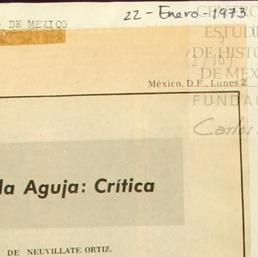 22-Enero-1973
DE MEXICO
ESTUDI
DE HISTO
DE MEX
México, D.F., Lunes 2
FUNDA
Carlos
la Aguja: Crítica
DE NEUVILLATE ORTIZ.